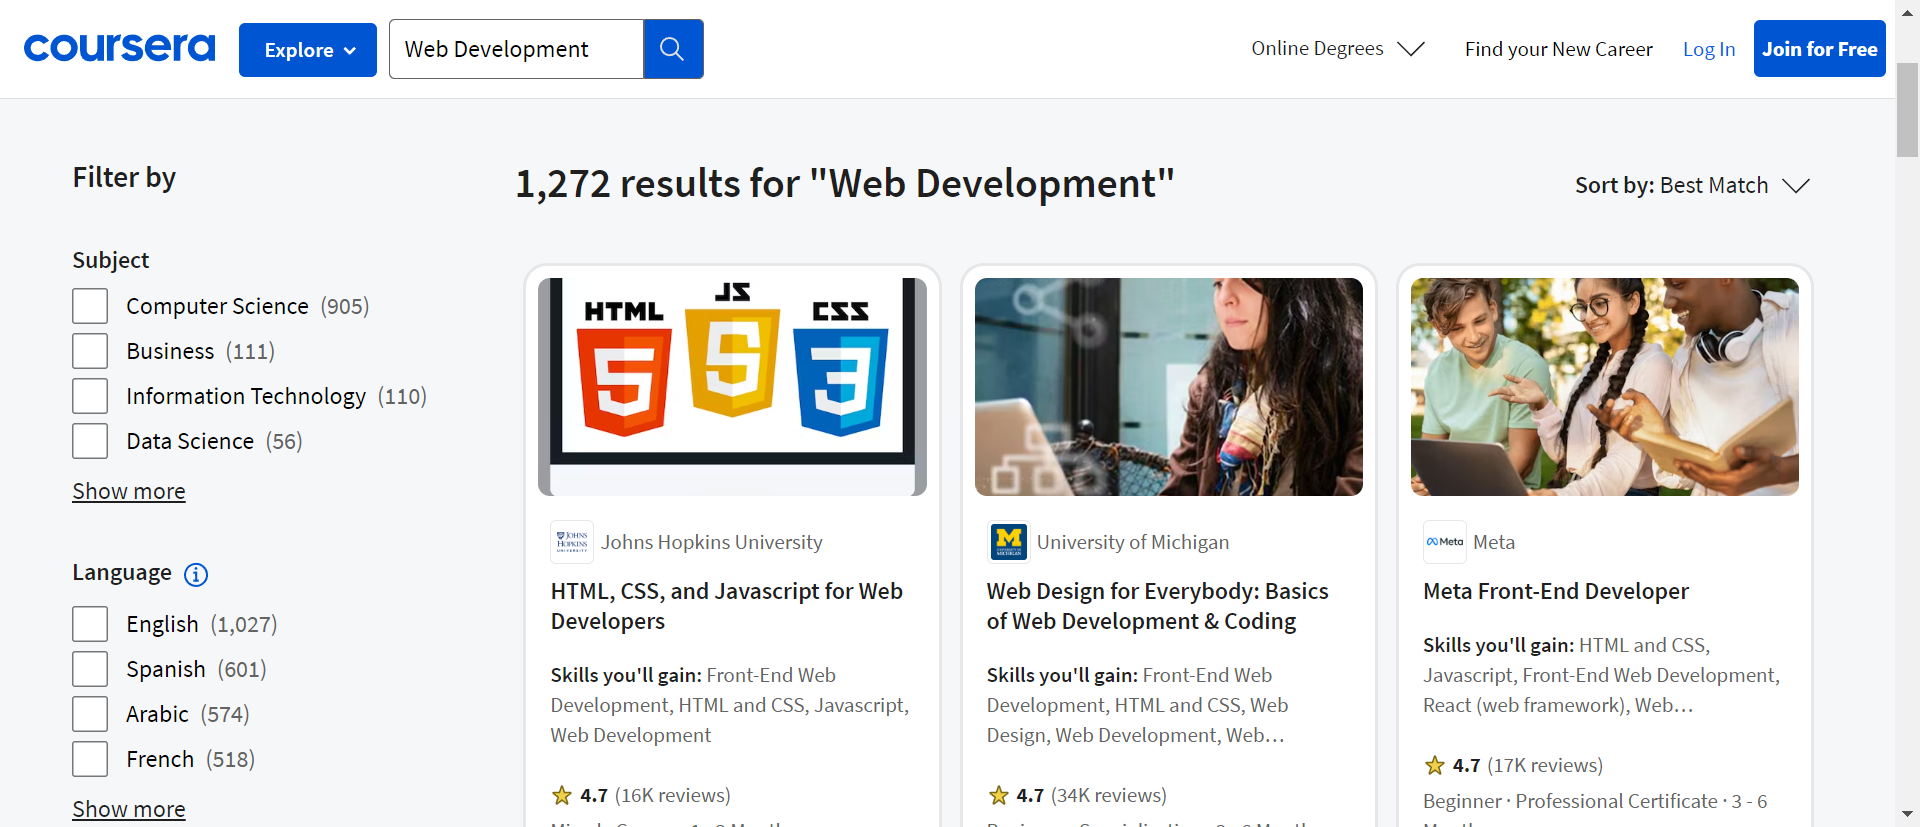 coursera
Explore
Web Development
Online Degrees
Find your New Career
Log In
Join for Free
Filter by
1,272 results for "Web Development"
Sort by: Best Match
Subject
Computer Science (905)
Business (111)
Information Technology (110)
Data Science (56)
Show more
Language
English (1,027)
Spanish (601)
Arabic (574)
French (518)
Show more
HTML
JS
CSS
5
5
3
JOHNS
HOPKINS
UNIVERSITY
Johns Hopkins University
HTML, CSS, and Javascript for Web
Developers
Skills you'll gain: Front-End Web
Development, HTML and CSS, Javascript,
Web Development
4.7 (16K reviews)
M
University of Michigan
Web Design for Everybody: Basics
of Web Development & Coding
Skills you'll gain: Front-End Web
Development, HTML and CSS, Web
Design, Web Development, Web…
4.7 (34K reviews)
Meta
Meta
Meta Front-End Developer
Skills you'll gain: HTML and CSS,
Javascript, Front-End Web Development,
React (web framework), Web…
4.7 (17K reviews)
Beginner · Professional Certificate · 3 - 6